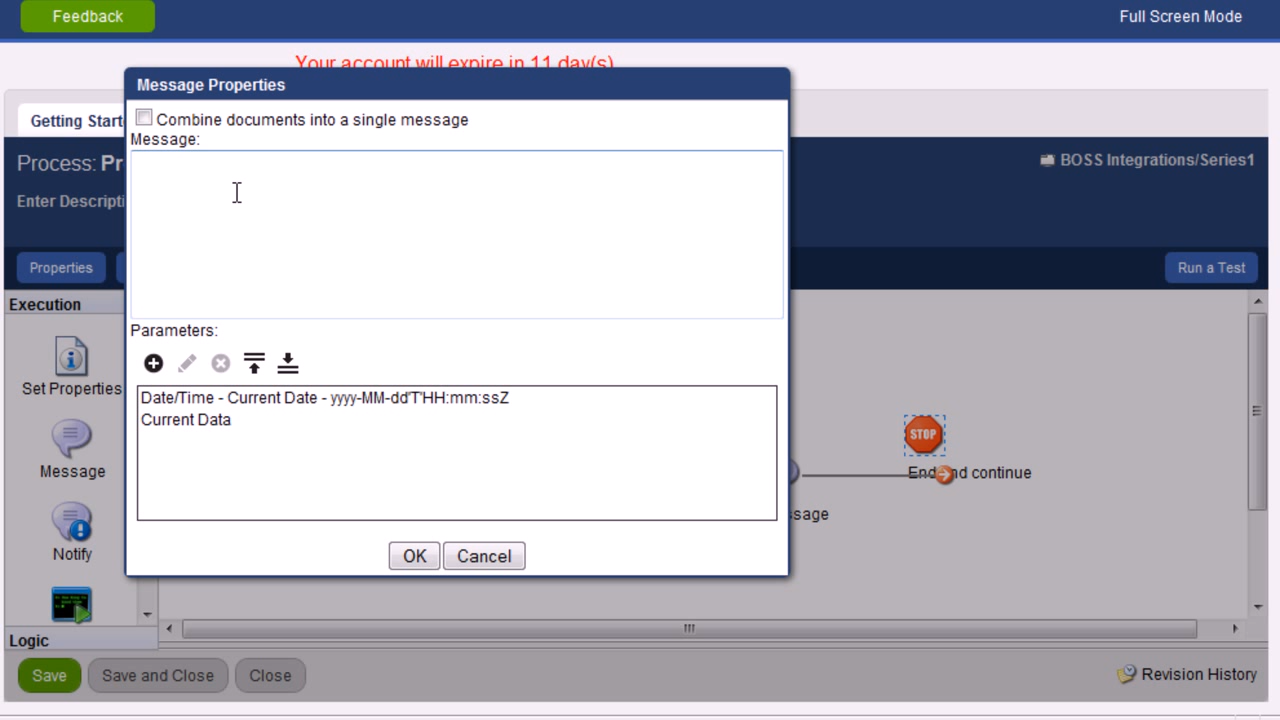 Feedback
Full Screen Mode
Your account will expire in 11 day(s)
Message Properties
Combine documents into a single message
Message:
Getting Start
Process: Pr
BOSS Integrations/Series1
Enter Descripti
Properties
Run a Test
Execution
Parameters:
Set Properties
Date/Time - Current Date - yyyy-MM-dd'T'HH:mm:ssZ
Current Data
STOP
Message
End nd continue
ssage
Notify
OK
Cancel
Logic
Save
Save and Close
Close
Revision History